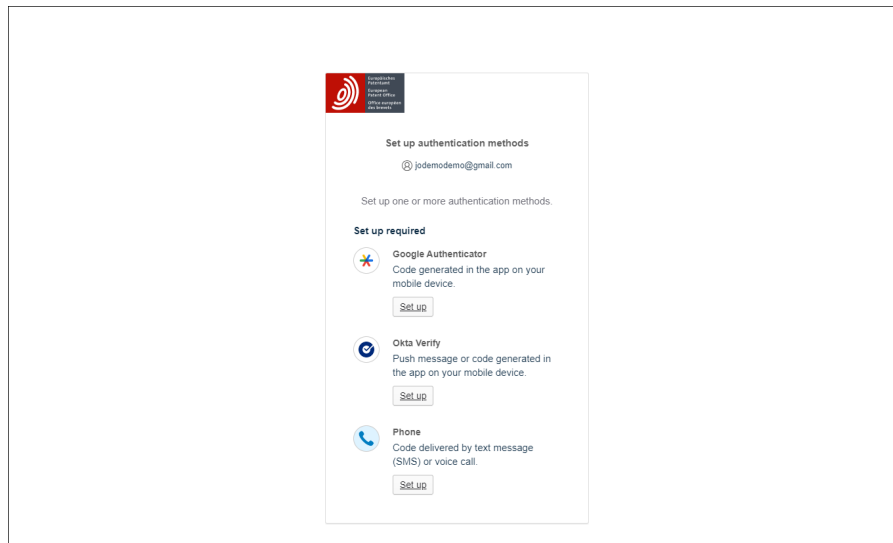 Europäisches
Patentamt
European
Patent Office
Office européen
des brevets
Set up authentication methods
jodemodemo@gmail.com
Set up one or more authentication methods.
Set up required
Google Authenticator
Code generated in the app on your
mobile device.
Set up
Okta Verify
Push message or code generated in
the app on your mobile device.
Set up
Phone
Code delivered by text message
(SMS) or voice call.
Set up